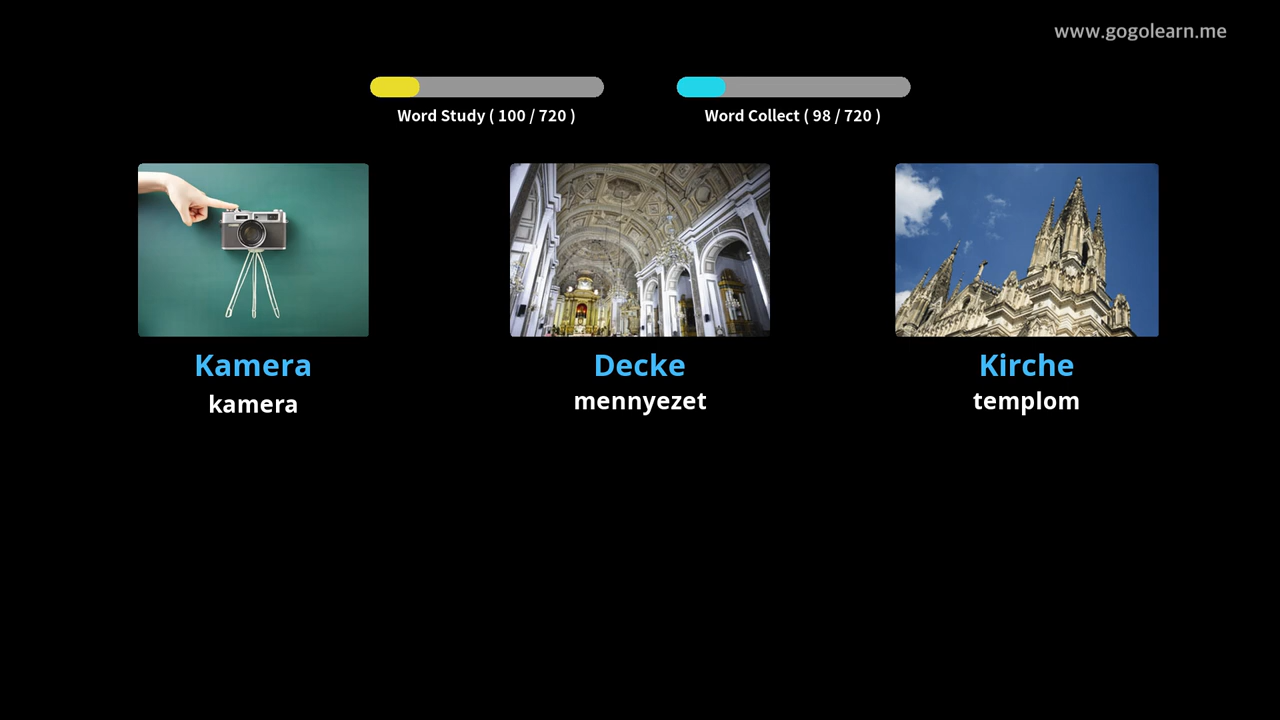 www.gogolearn.me
Word Study ( 100 / 720 )
Word Collect ( 98 / 720 )
Kamera
kamera
Decke
mennyezet
Kirche
templom